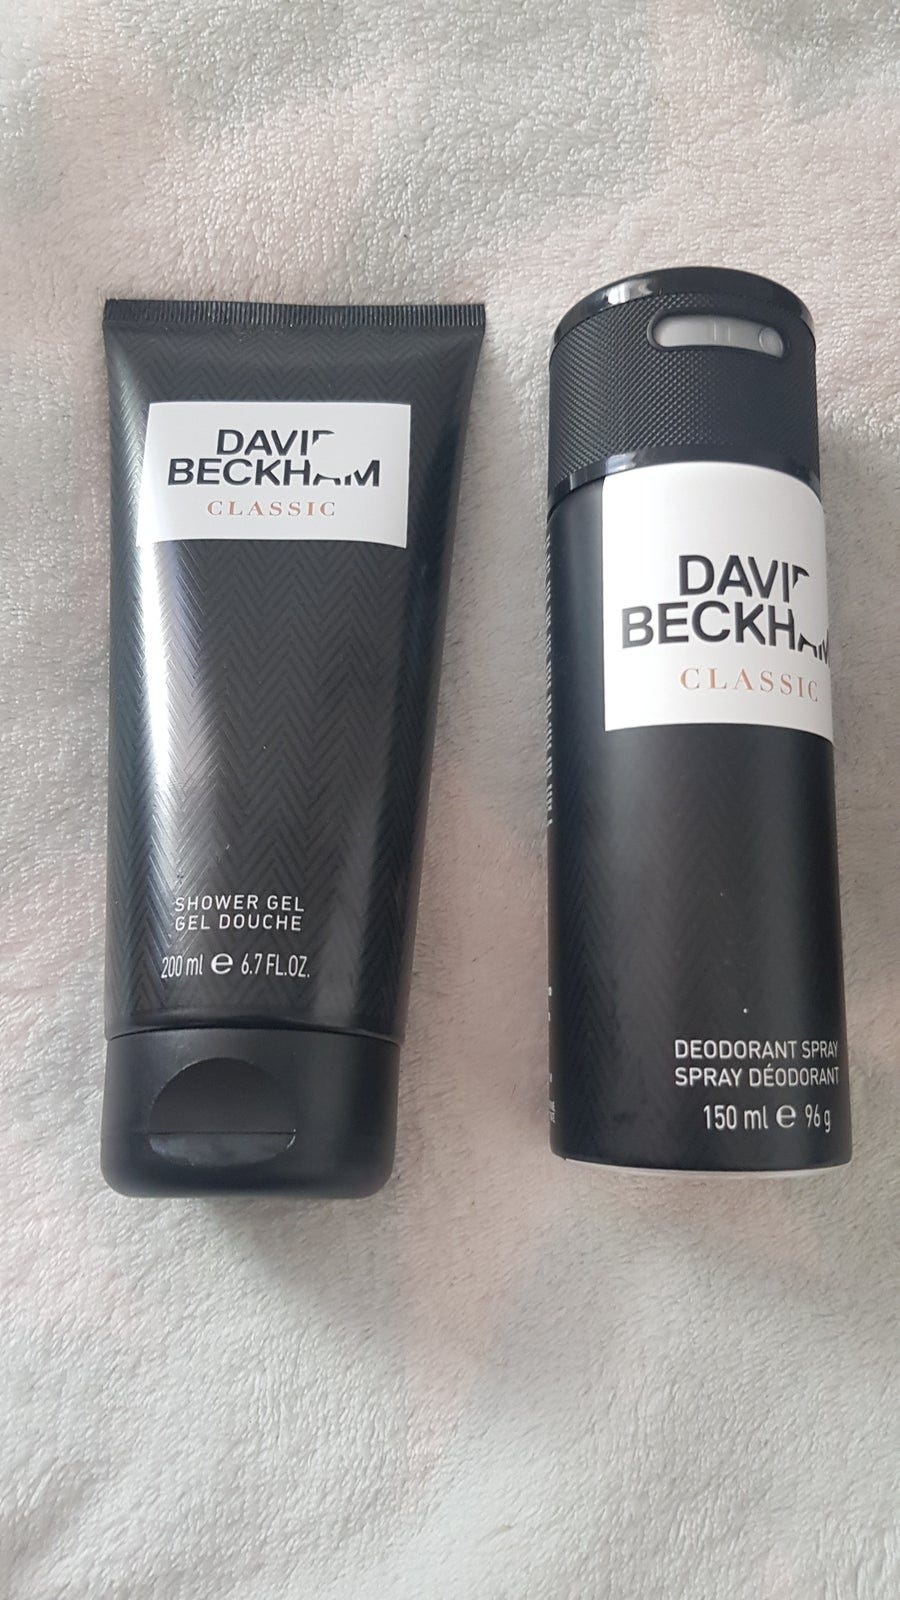 DAVID
BECKHAM
CLASSIC
SHOWER GEL
GEL DOUCHE
200 ml e 6.7 FL.OZ.
DAVID
BECKHAM
CLASSIC
DEODORANT SPRAY
SPRAY DÉODORANT
150 ml e 96 g